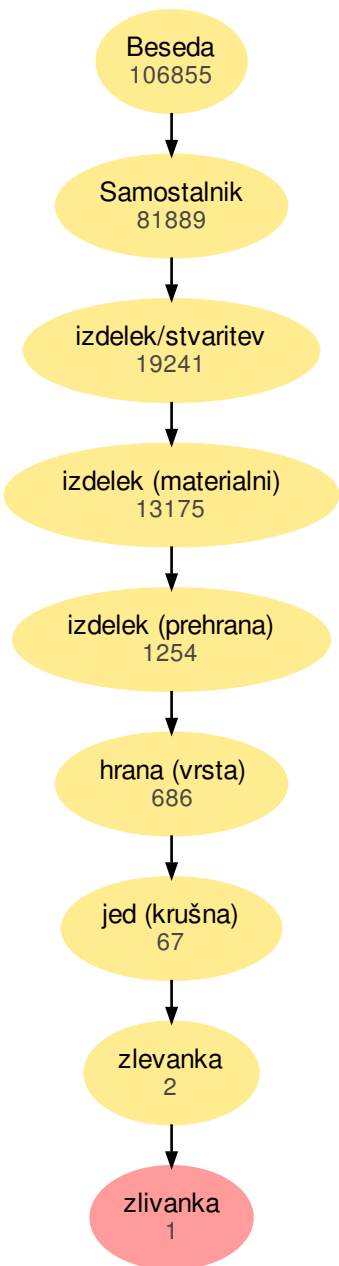 Beseda
106855
Samostalnik
81889
izdelek/stvaritev
19241
izdelek (materialni)
13175
izdelek (prehrana)
1254
hrana (vrsta)
686
jed (krušna)
67
zlevanka
2
zlivanka
1